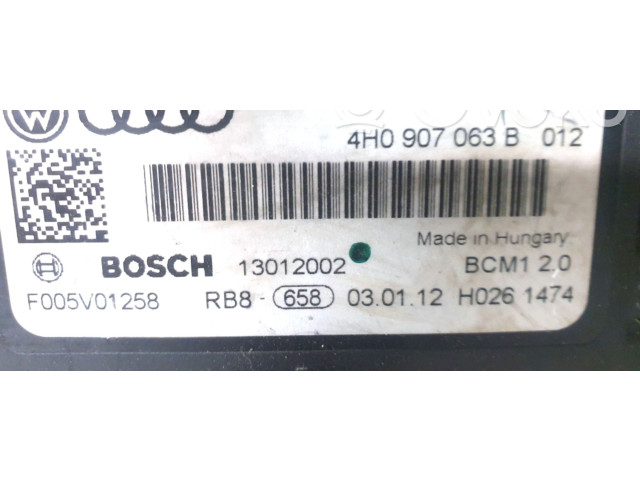 4H0 907 063 B 012
Made in Hungary
BOSCH 13012002 BCM1 2.0
F005V01258 RB8 - 658 03.01.12 H026 1474